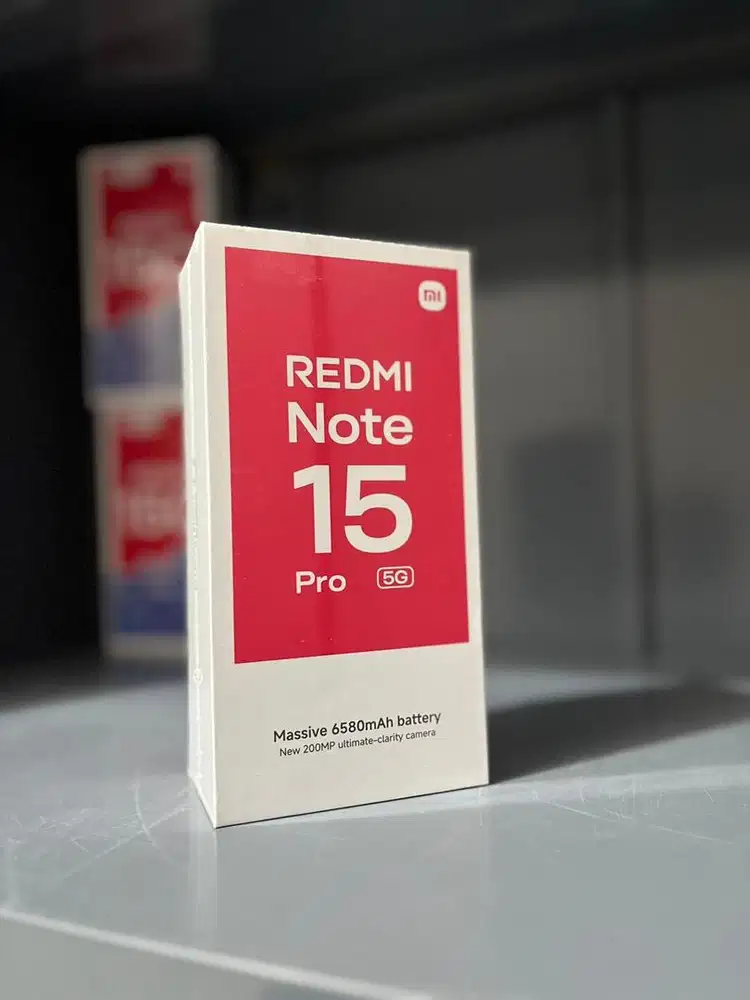 mi
REDMI
Note
15
Pro 5G
Massive 6580mAh battery
New 200MP ultimate-clarity camera